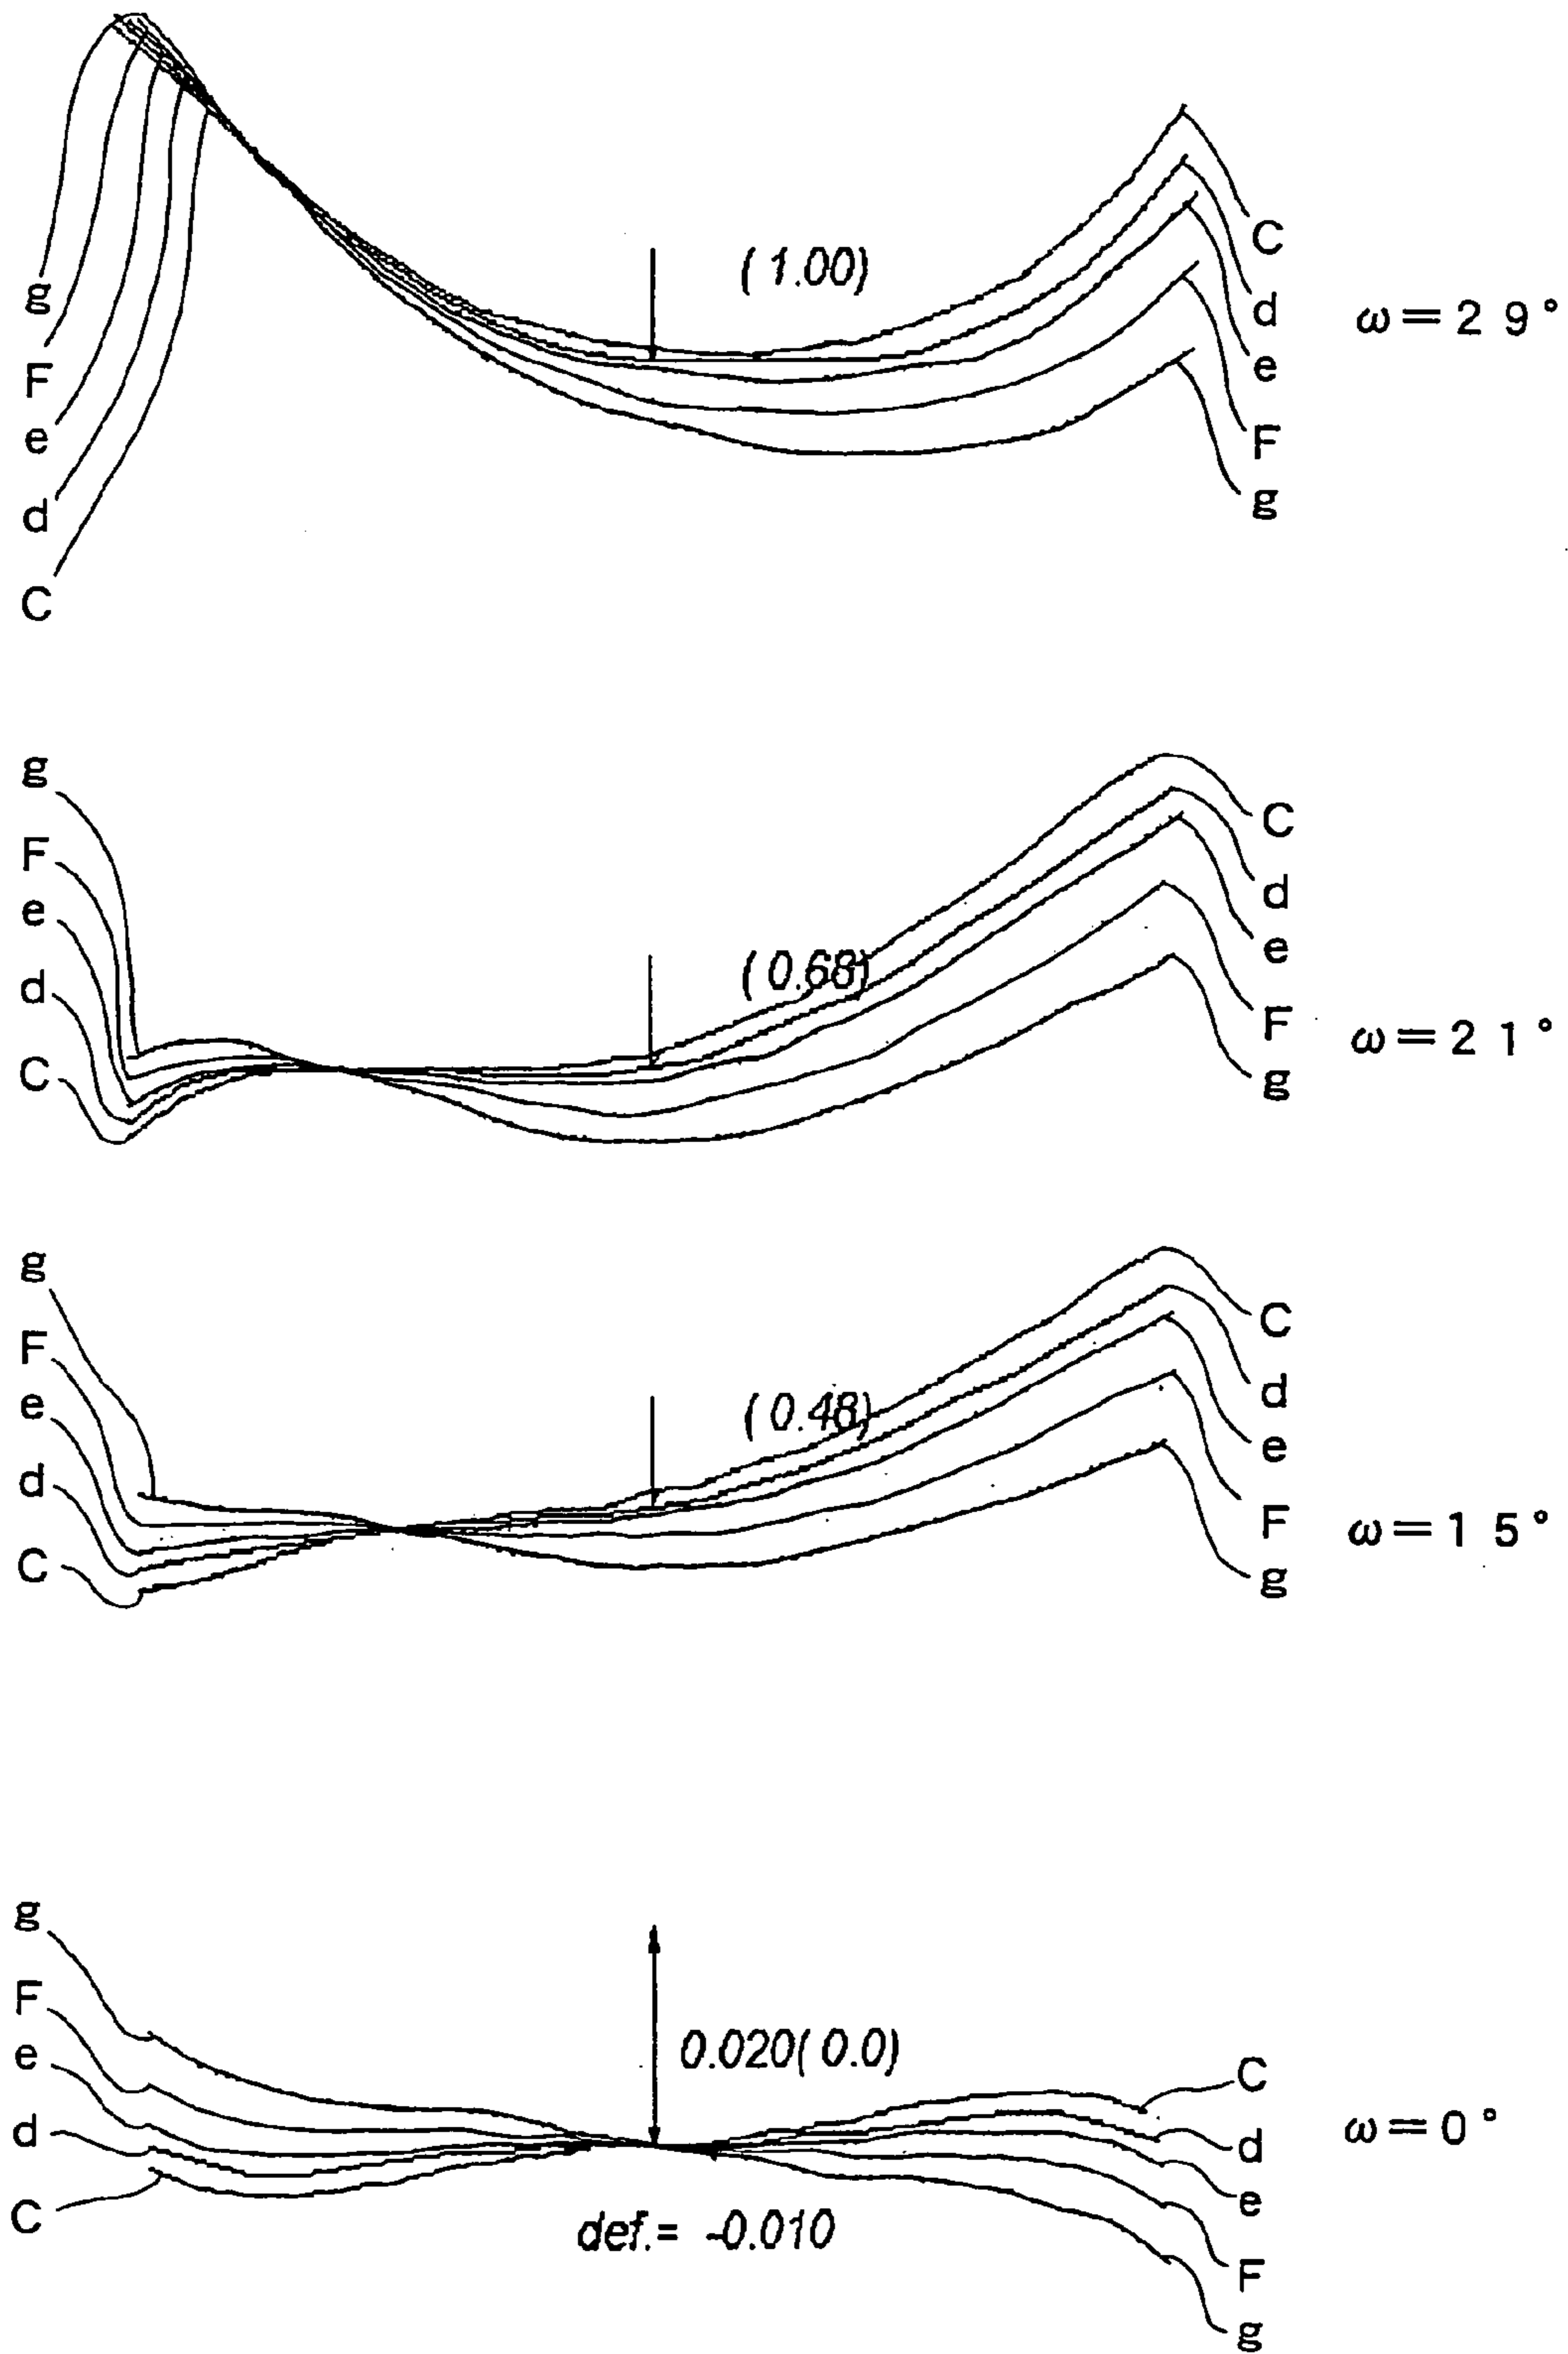 g
F
e
d
C
(1.00)
C
d
e
F
g
ω=29°
g
F
e
d
C
(0.68)
C
d
e
F
g
ω=21°
g
F
e
d
C
(0.48)
C
d
e
F
g
ω=15°
g
F
e
d
C
0.020(0.0)
def.= -0.010
C
d
e
F
g
ω=0°